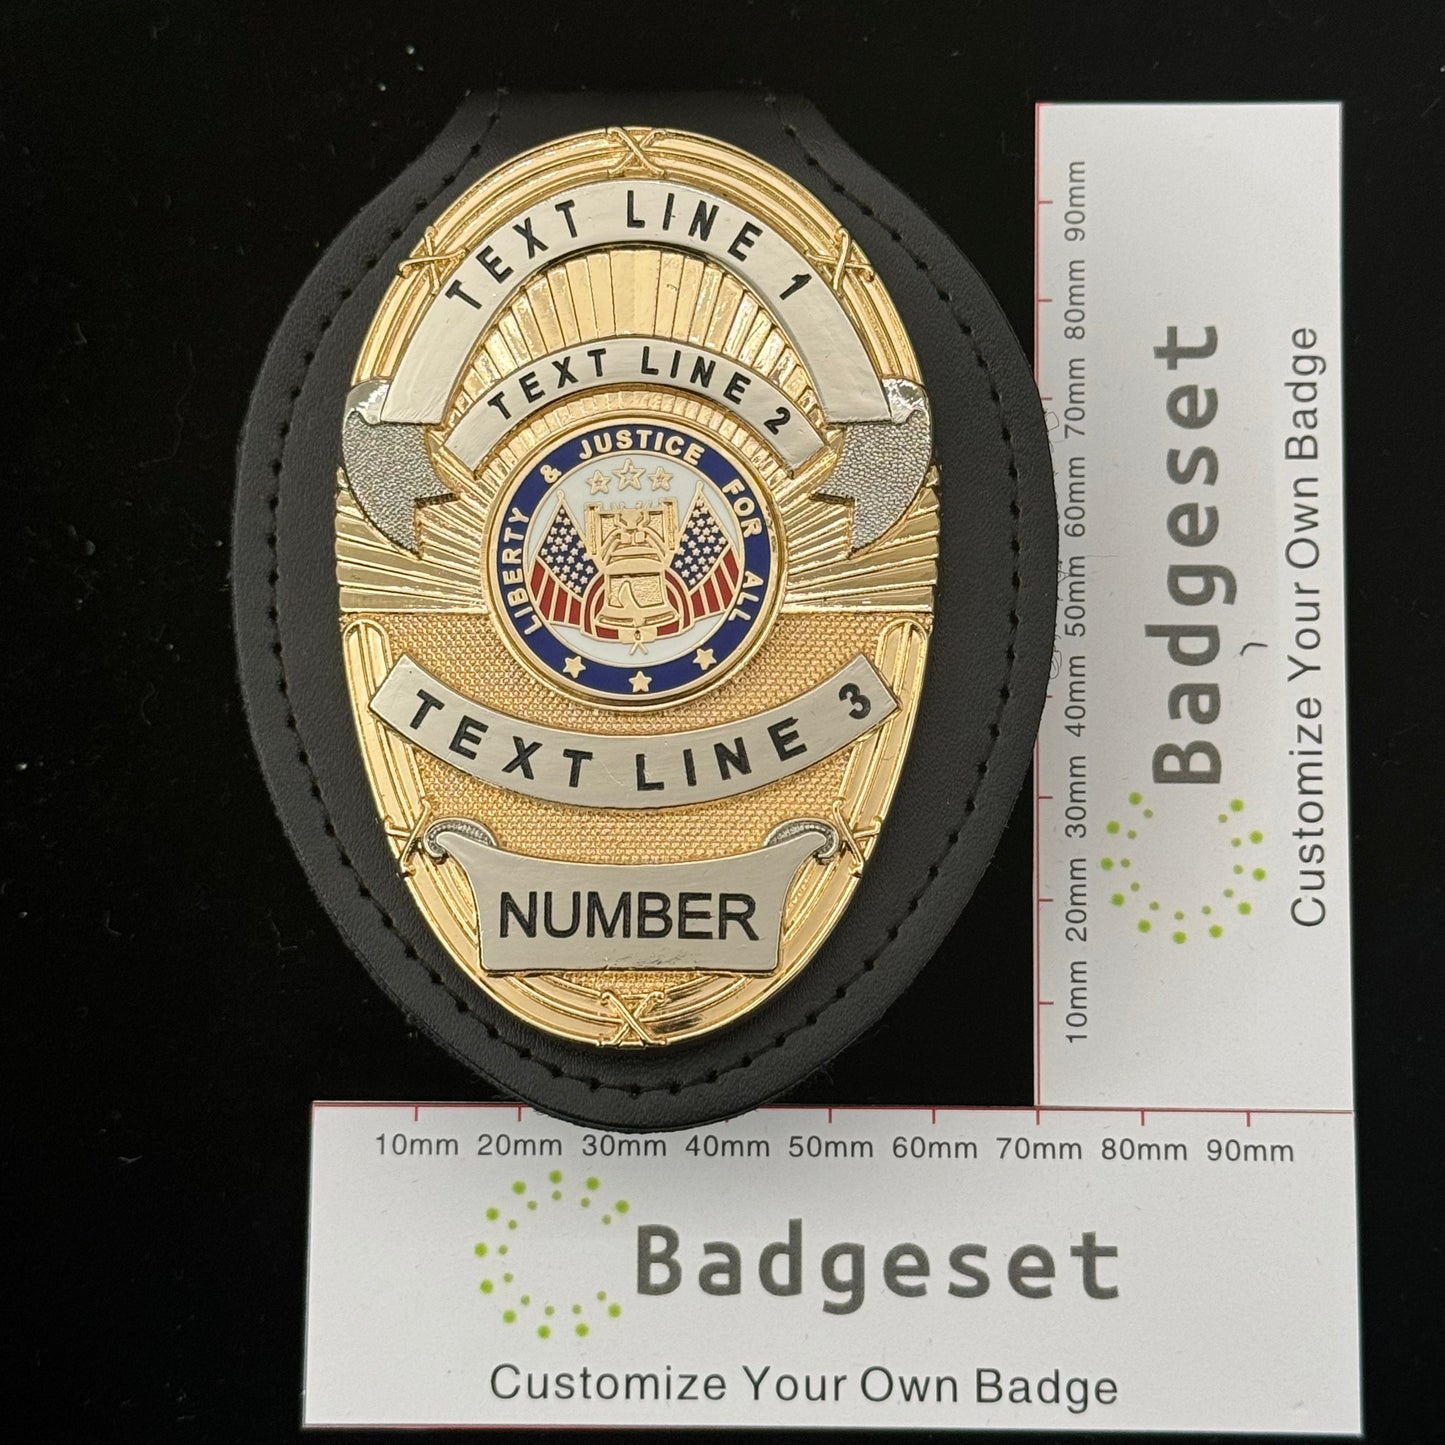 TEXT LINE 1
TEXT LINE 2
LIBERTY & JUSTICE FOR ALL
TEXT LINE 3
NUMBER
90mm
80mm
70mm
60mm
50mm
40mm
30mm
20mm
10mm
Badgeset
Customize Your Own Badge
10mm 20mm 30mm 40mm 50mm 60mm 70mm 80mm 90mm
Badgeset
Customize Your Own Badge